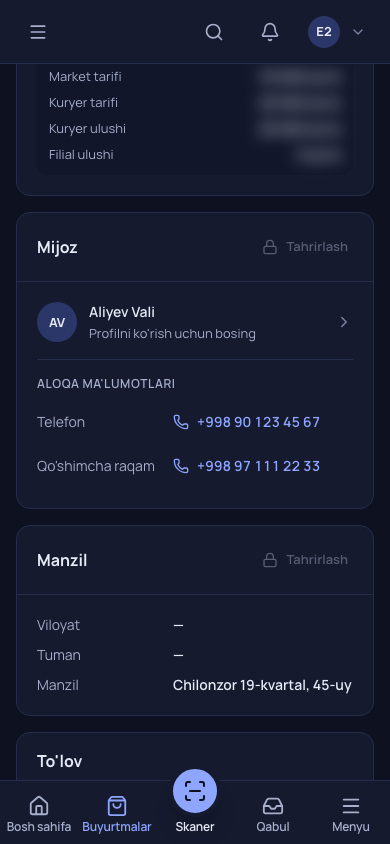 E2
Market tarifi
Kuryer tarifi
Kuryer ulushi
Filial ulushi
Mijoz
Tahrirlash
AV
Aliyev Vali
Profilni ko'rish uchun bosing
ALOQA MA'LUMOTLARI
Telefon +998 90 123 45 67
Qo'shimcha raqam +998 97 111 22 33
Manzil
Tahrirlash
Viloyat —
Tuman —
Manzil Chilonzor 19-kvartal, 45-uy
To'lov
Bosh sahifa
Buyurtmalar
Skaner
Qabul
Menyu